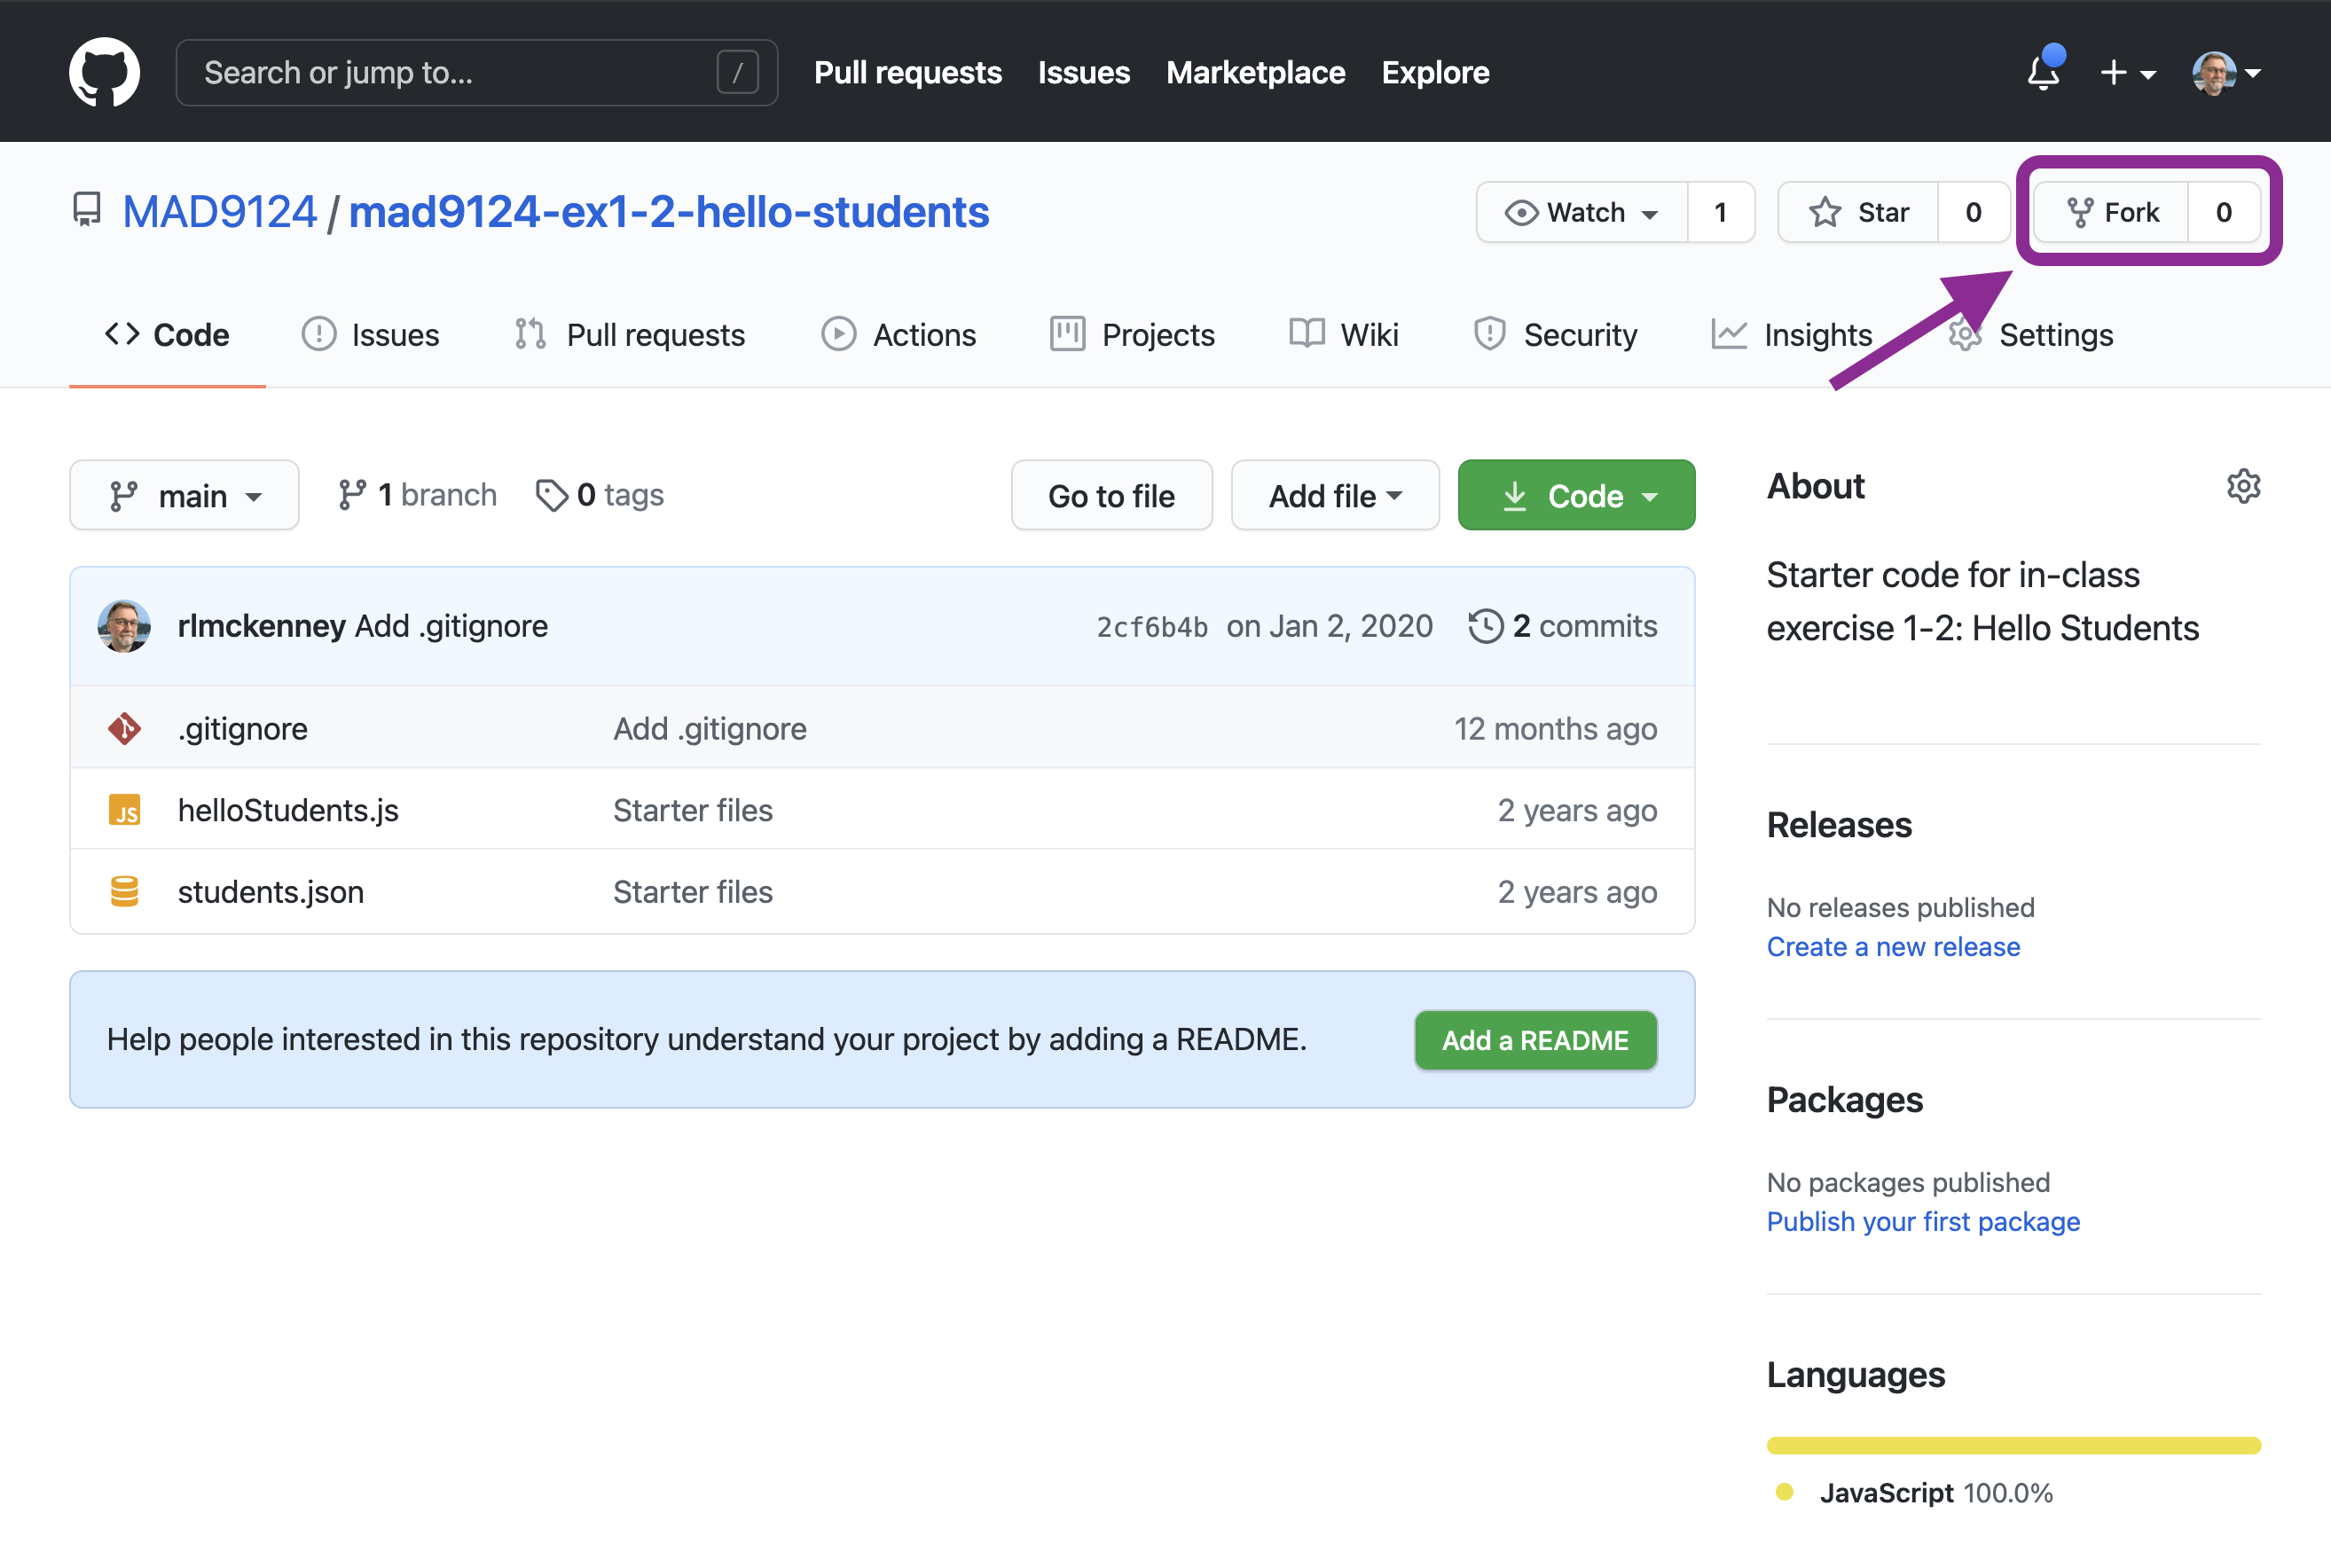 Search or jump to... / Pull requests Issues Marketplace Explore
MAD9124 / mad9124-ex1-2-hello-students Watch 1 Star 0 Fork 0
Code Issues Pull requests Actions Projects Wiki Security Insights Settings
main 1 branch 0 tags Go to file Add file Code
rlmckenney Add .gitignore 2cf6b4b on Jan 2, 2020 2 commits
.gitignore Add .gitignore 12 months ago
JS helloStudents.js Starter files 2 years ago
students.json Starter files 2 years ago
Help people interested in this repository understand your project by adding a README. Add a README
About
Starter code for in-class
exercise 1-2: Hello Students
Releases
No releases published
Create a new release
Packages
No packages published
Publish your first package
Languages
JavaScript 100.0%